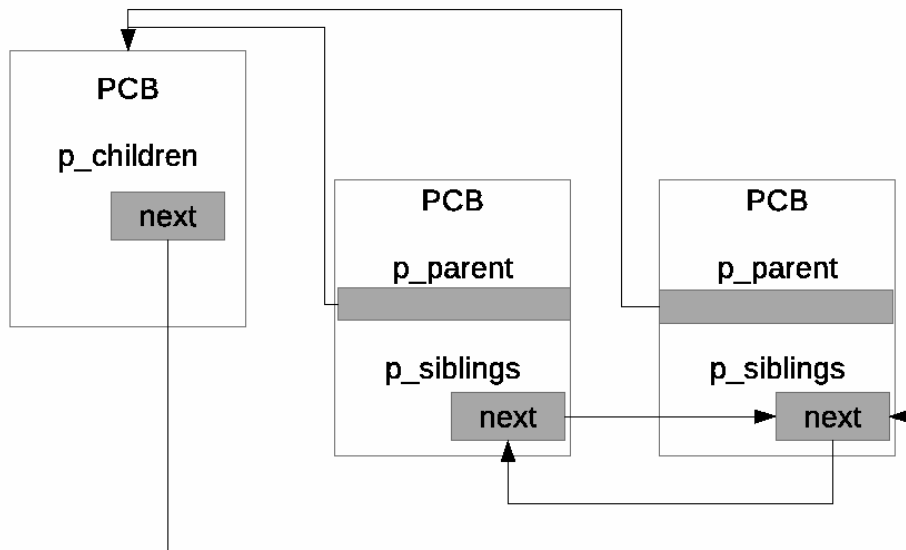 PCB
p_children
next
PCB
p_parent
p_siblings
next
PCB
p_parent
p_siblings
next